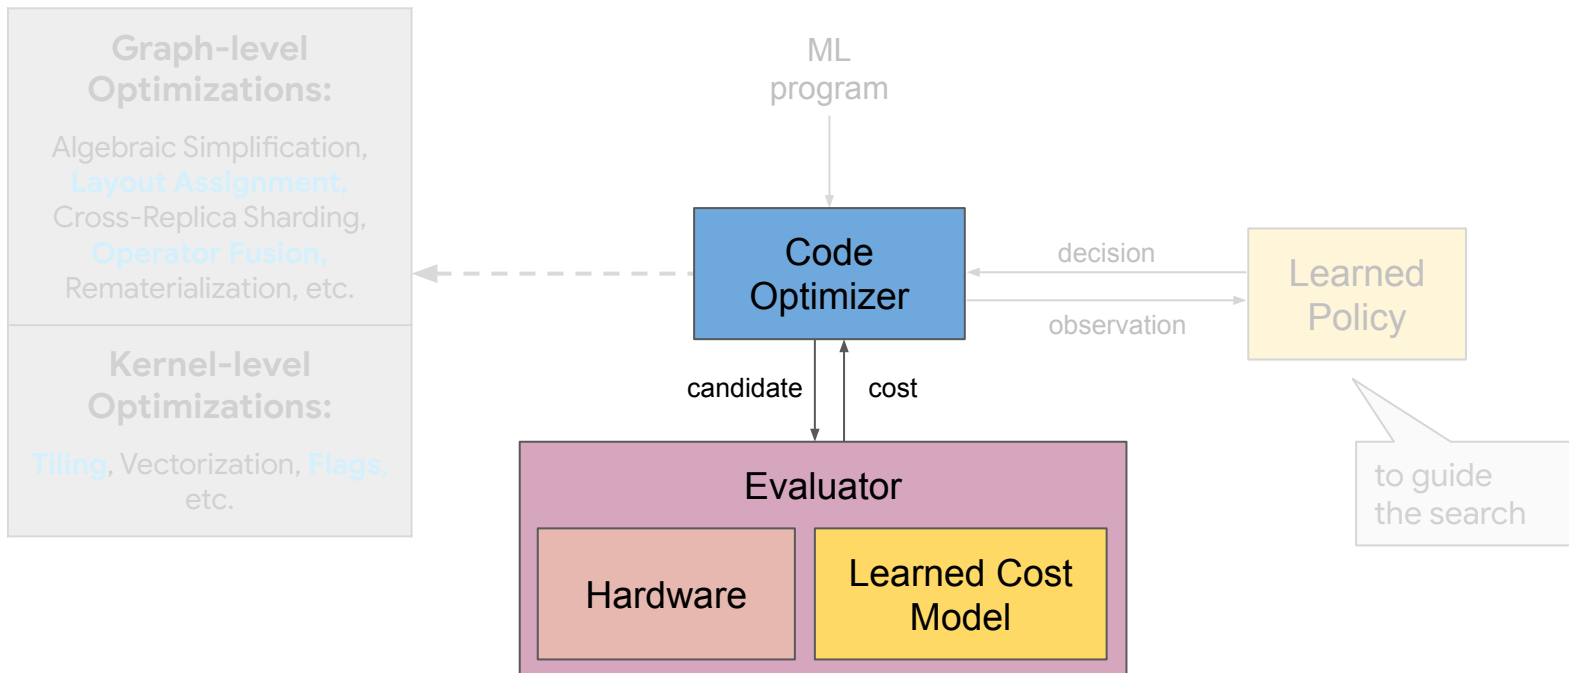 Graph-level
Optimizations:
Algebraic Simplification,
Layout Assignment,
Cross-Replica Sharding,
Operator Fusion,
Rematerialization, etc.
Kernel-level
Optimizations:
Tiling, Vectorization, Flags,
etc.
ML
program
Code
Optimizer
decision
observation
Learned
Policy
to guide
the search
candidate
cost
Evaluator
Hardware
Learned Cost
Model